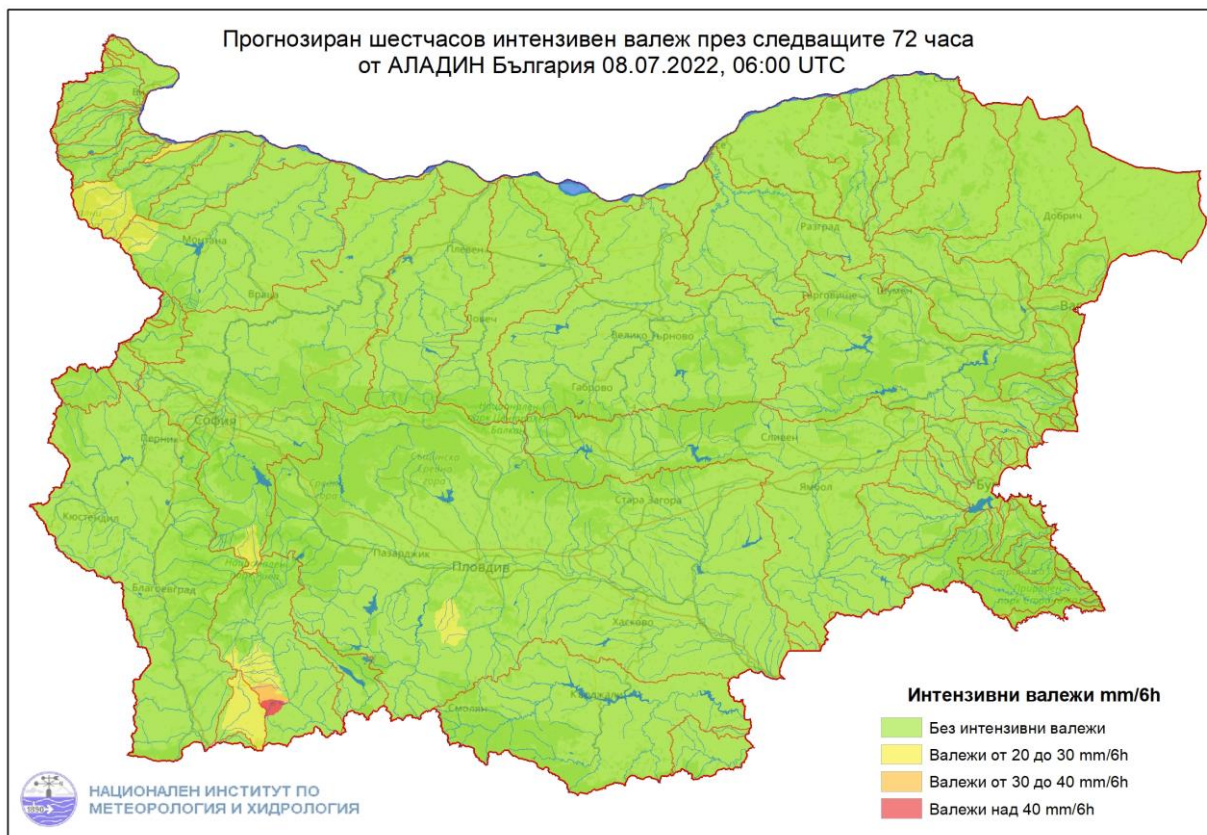 Прогнозиран шестчасов интензивен валеж през следващите 72 часа
от АЛАДИН България 08.07.2022, 06:00 UTC
Добрич
Монтана
Разград
Плевен
Враца
Търговище
Шумен
Ловеч
Велико Търново
Габрово
София
Перник
Сливен
Стара Загора
Ямбол
Кюстендил
Пазарджик
Пловдив
Благоевград
Хасково
Смолян
Кърджали
Интензивни валежи mm/6h
Без интензивни валежи
Валежи от 20 до 30 mm/6h
Валежи от 30 до 40 mm/6h
Валежи над 40 mm/6h
НАЦИОНАЛЕН ИНСТИТУТ ПО
МЕТЕОРОЛОГИЯ И ХИДРОЛОГИЯ